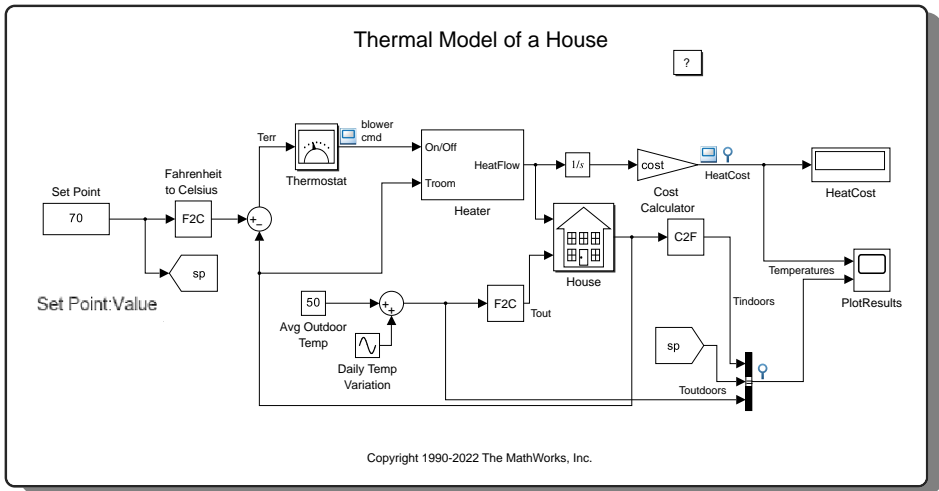 Thermal Model of a House
?
blower
cmd
Terr
On/Off
HeatFlow
Troom
Heater
Thermostat
1/s
cost
HeatCost
Cost
Calculator
HeatCost
Fahrenheit
to Celsius
Set Point
70
F2C
+
−
sp
Set Point:Value
House
C2F
Temperatures
PlotResults
Tindoors
50
+
+
Avg Outdoor
Temp
F2C
Tout
Daily Temp
Variation
sp
Toutdoors
Copyright 1990-2022 The MathWorks, Inc.